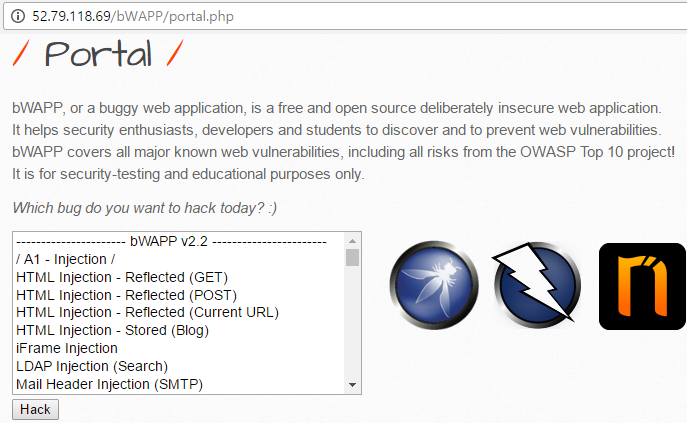 52.79.118.69/bWAPP/portal.php
/ Portal /
bWAPP, or a buggy web application, is a free and open source deliberately insecure web application.
It helps security enthusiasts, developers and students to discover and to prevent web vulnerabilities.
bWAPP covers all major known web vulnerabilities, including all risks from the OWASP Top 10 project!
It is for security-testing and educational purposes only.
Which bug do you want to hack today? :)
---------------------- bWAPP v2.2 -----------------------
/ A1 - Injection /
HTML Injection - Reflected (GET)
HTML Injection - Reflected (POST)
HTML Injection - Reflected (Current URL)
HTML Injection - Stored (Blog)
iFrame Injection
LDAP Injection (Search)
Mail Header Injection (SMTP)
n
Hack